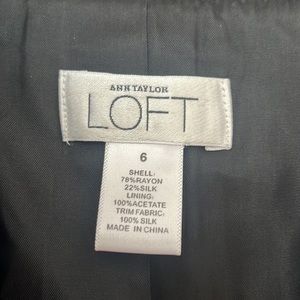 ANN TAYLOR
LOFT
6
SHELL:
78%RAYON
22%SILK
LINING:
100%ACETATE
TRIM FABRIC:
100% SILK
MADE IN CHINA